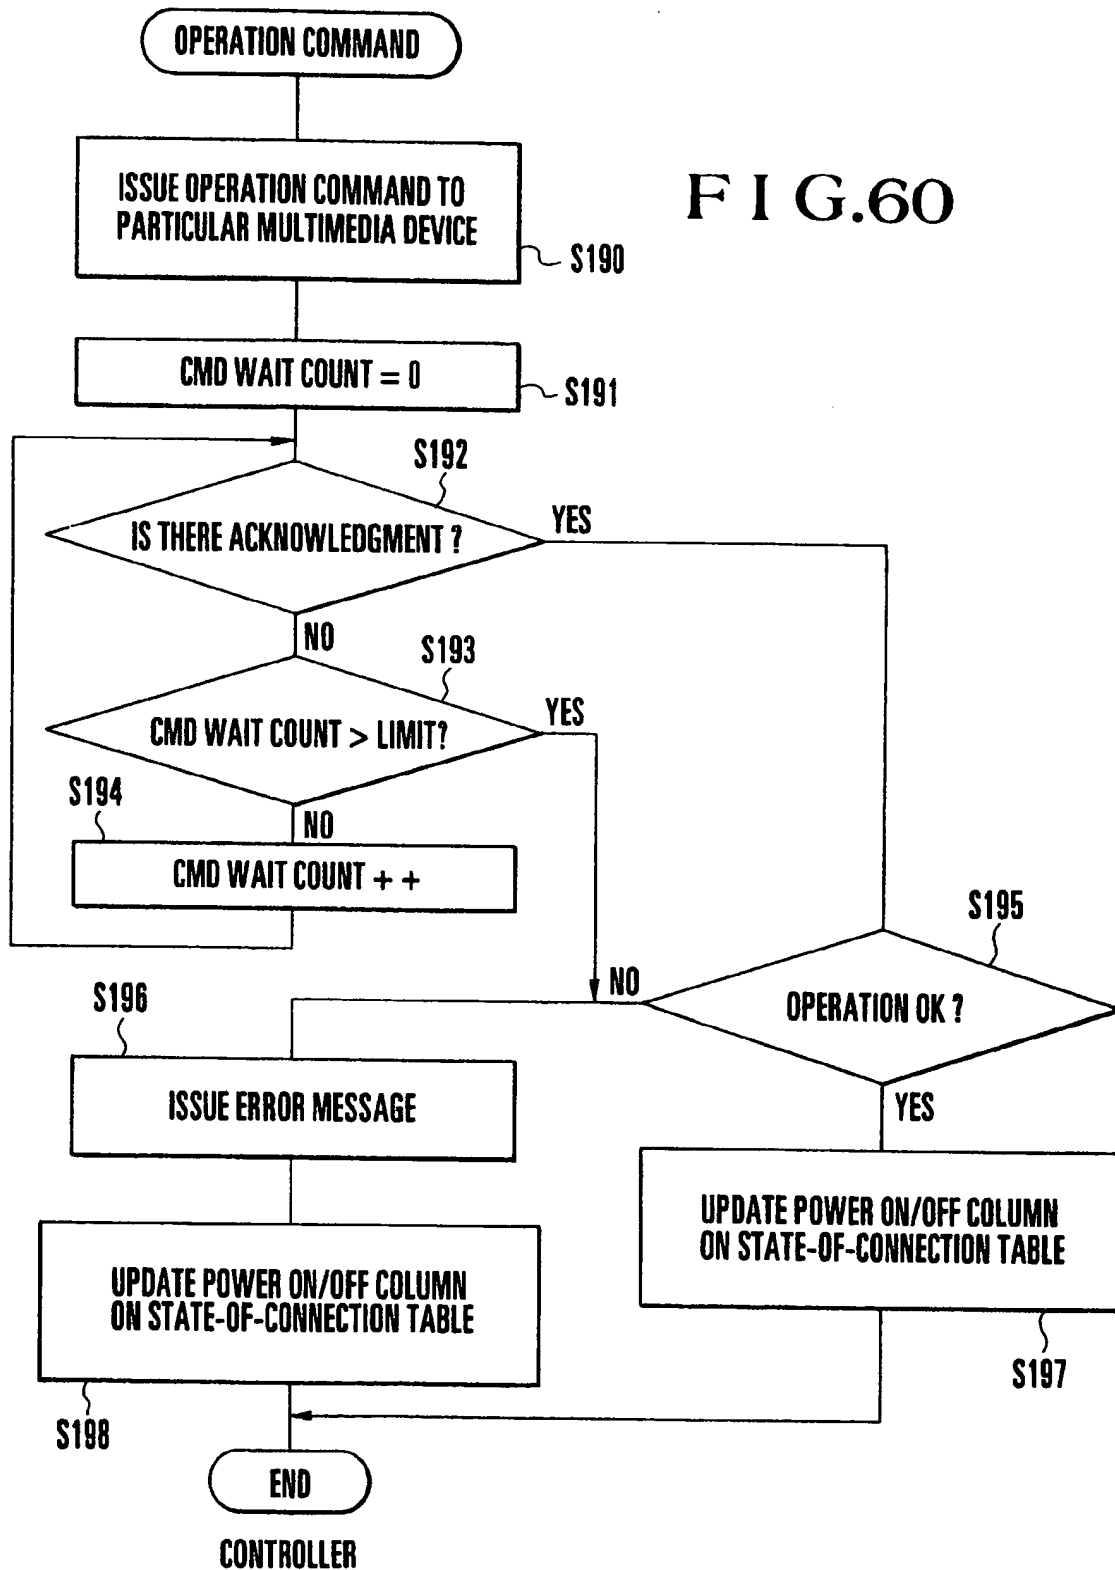 OPERATION COMMAND
FIG.60
ISSUE OPERATION COMMAND TO
PARTICULAR MULTIMEDIA DEVICE
S190
CMD WAIT COUNT = 0
S191
S192
IS THERE ACKNOWLEDGMENT ?
YES
NO
S193
CMD WAIT COUNT > LIMIT?
YES
S194
NO
CMD WAIT COUNT + +
S195
OPERATION OK ?
NO
YES
S196
ISSUE ERROR MESSAGE
UPDATE POWER ON/OFF COLUMN
ON STATE-OF-CONNECTION TABLE
S197
UPDATE POWER ON/OFF COLUMN
ON STATE-OF-CONNECTION TABLE
S198
END
CONTROLLER